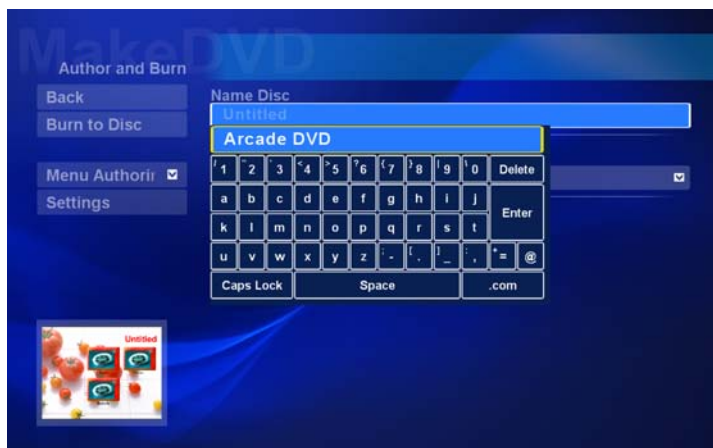 MakeDVD
Author and Burn
Back
Burn to Disc
Menu Authorin
Settings
Name Disc
Untitled
Arcade DVD
1 2 3 <4 >5 ?6 {7 }8 |9 \0 Delete
a b c d e f g h i j
k l m n o p q r s t
Enter
u v w x y z - [ . ] _ , += @
Caps Lock Space .com
Untitled